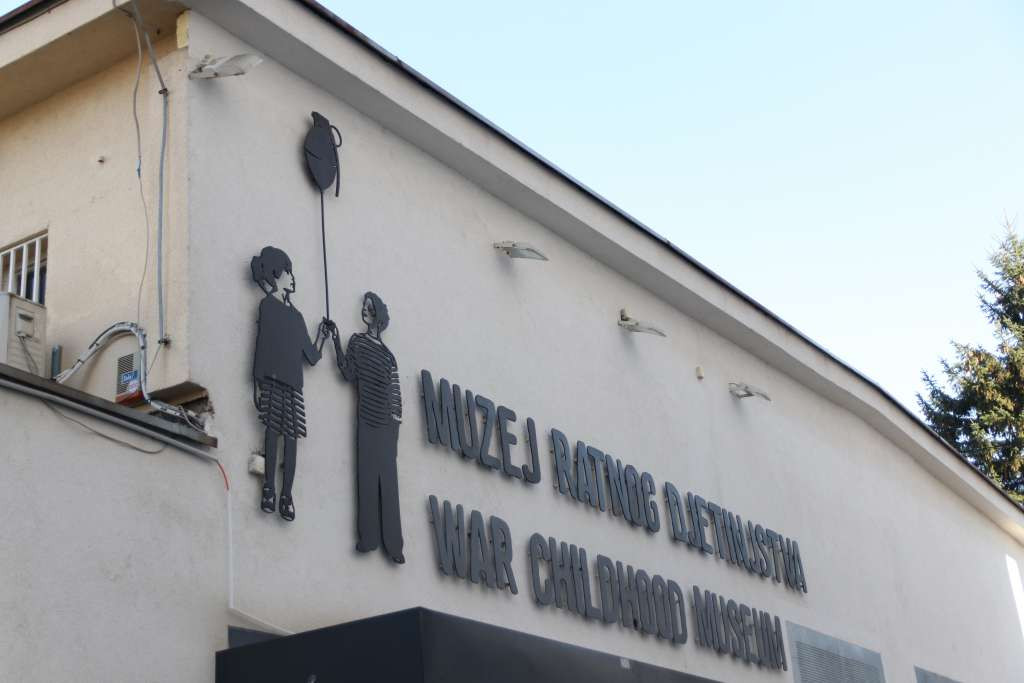 MUZEJ RATNOG DJETINJSTVA
WAR CHILDHOOD MUSEUM